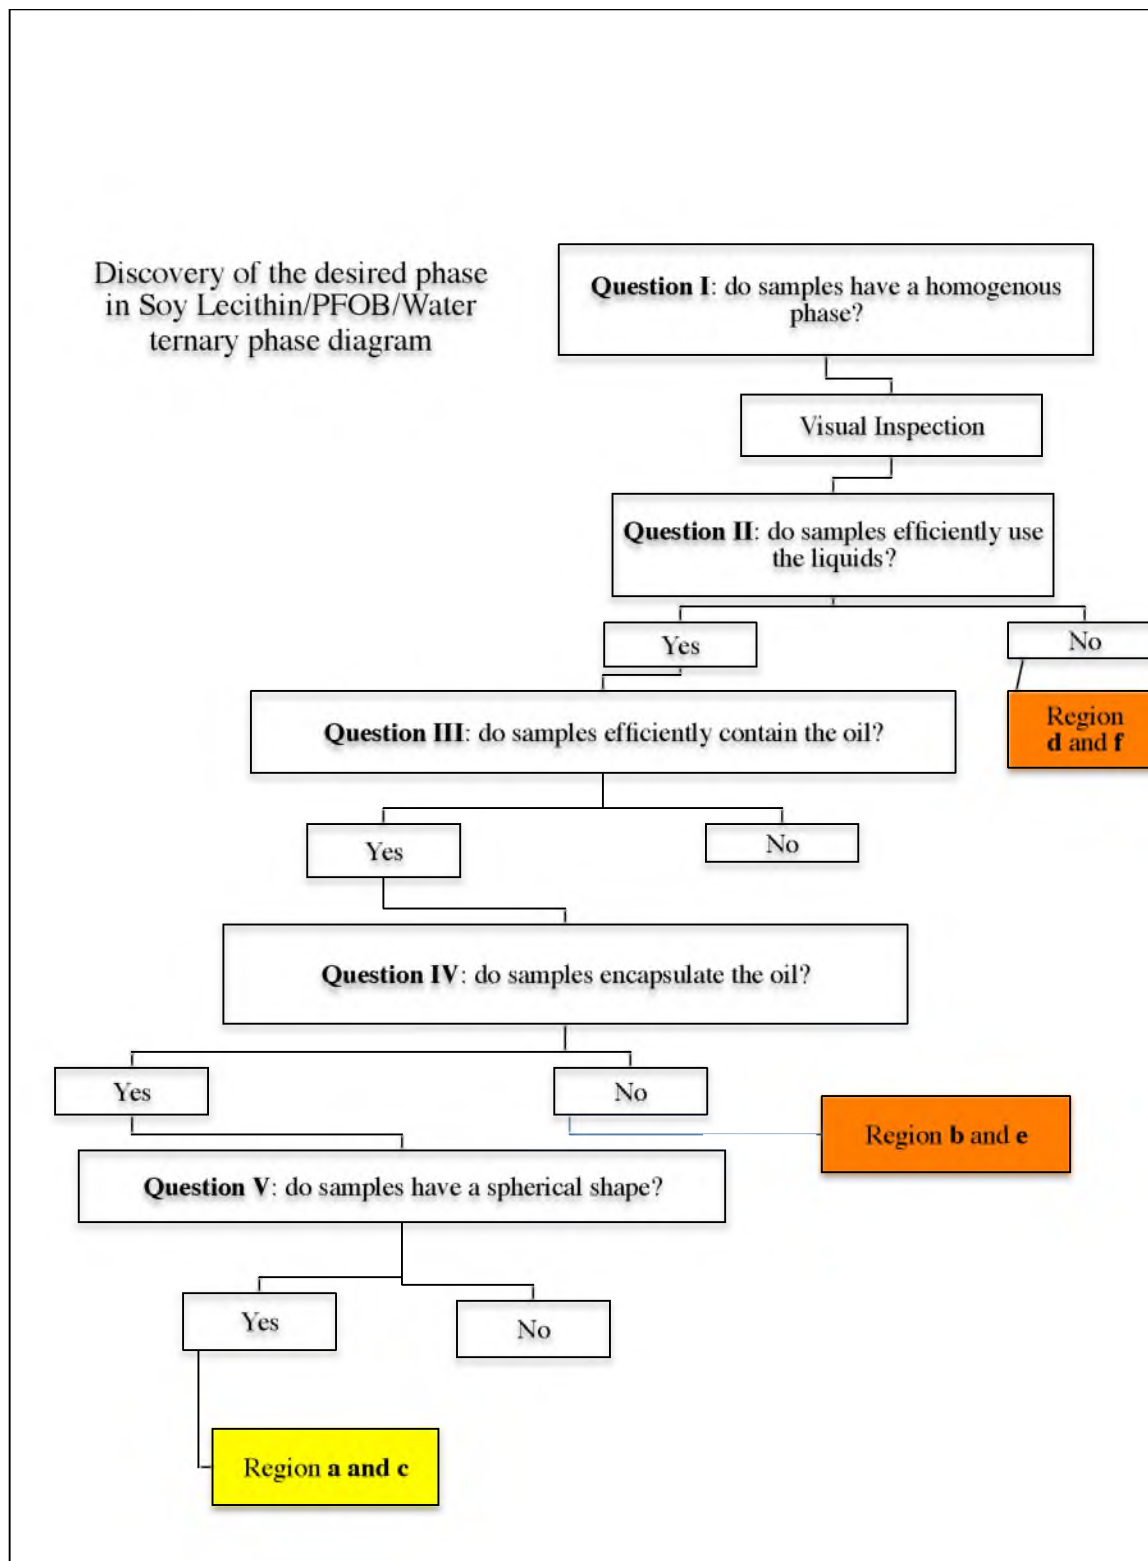 Discovery of the desired phase
in Soy Lecithin/PFOB/Water
ternary phase diagram
Question I: do samples have a homogenous
phase?
Visual Inspection
Question II: do samples efficiently use
the liquids?
Yes
No
Region
d and f
Question III: do samples efficiently contain the oil?
Yes
No
Question IV: do samples encapsulate the oil?
Yes
No
Region b and e
Question V: do samples have a spherical shape?
Yes
No
Region a and c